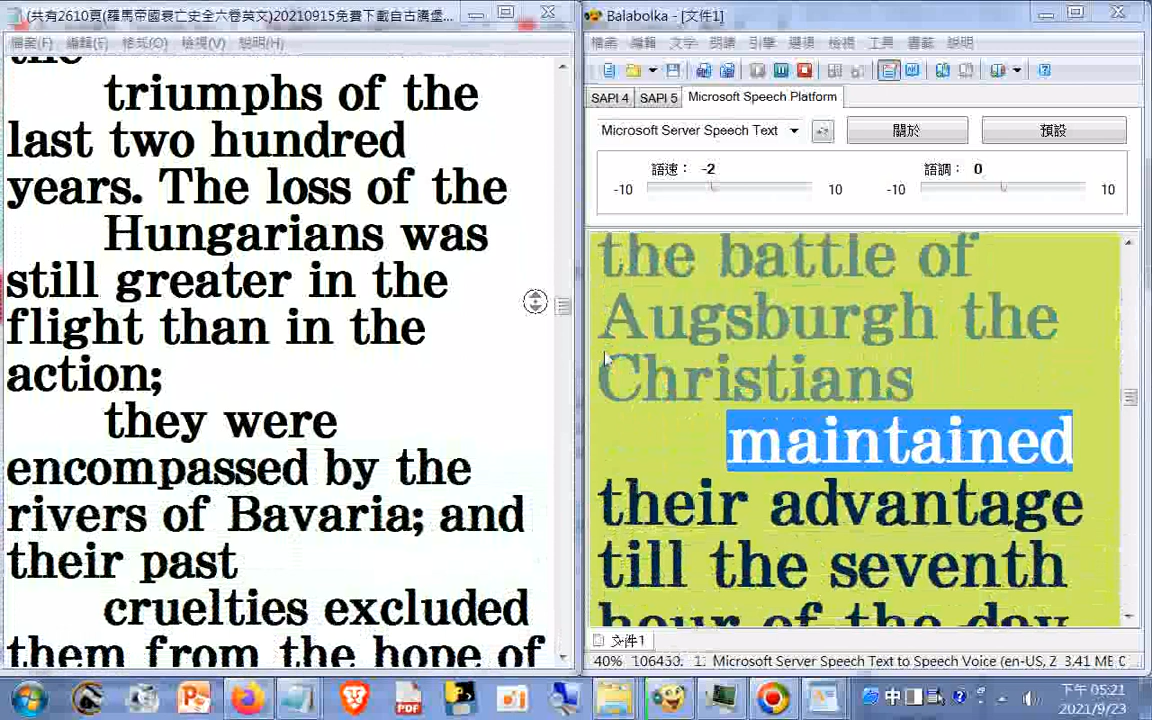 (共有2610頁(羅馬帝國衰亡史全六卷英文)20210915免費下載自古騰堡...
檔案(F) 編輯(E) 格式(O) 檢視(V) 說明(H)
the
triumphs of the
last two hundred
years. The loss of the
Hungarians was
still greater in the
flight than in the
action;
they were
encompassed by the
rivers of Bavaria; and
their past
cruelties excluded
them from the hope of
Balabolka - [文件1]
檔案 編輯 文字 朗讀 引擎 選項 檢視 工具 書籤 說明
SAPI 4 SAPI 5 Microsoft Speech Platform
Microsoft Server Speech Text 關於 預設
語速： -2 語調： 0
-10 10 -10 10
the battle of
Augsburgh the
Christians
maintained
their advantage
till the seventh
hour of the day
文件1
40% 106430. Microsoft Server Speech Text to Speech Voice (en-US, Z 3.41 MB
中
下午 05:21
2021/9/23